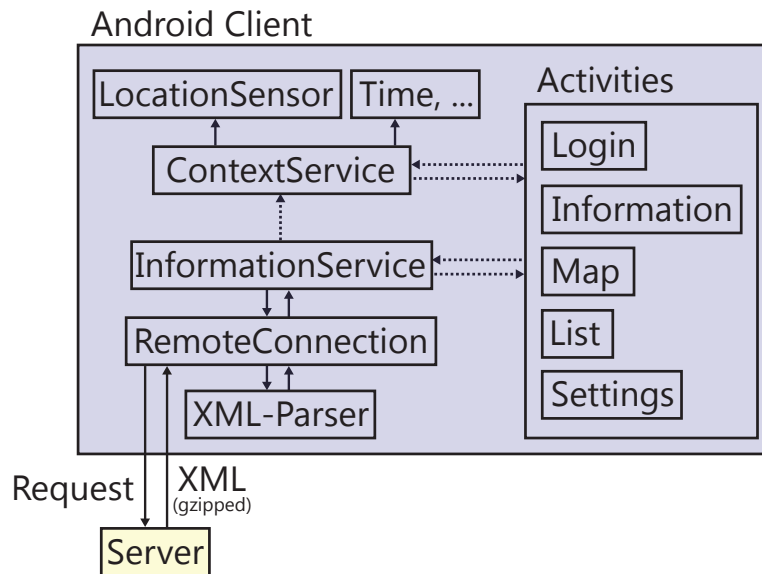 Android Client
LocationSensor
Time, ...
Activities
ContextService
Login
Information
InformationService
Map
RemoteConnection
List
XML-Parser
Settings
Request
XML
(gzipped)
Server